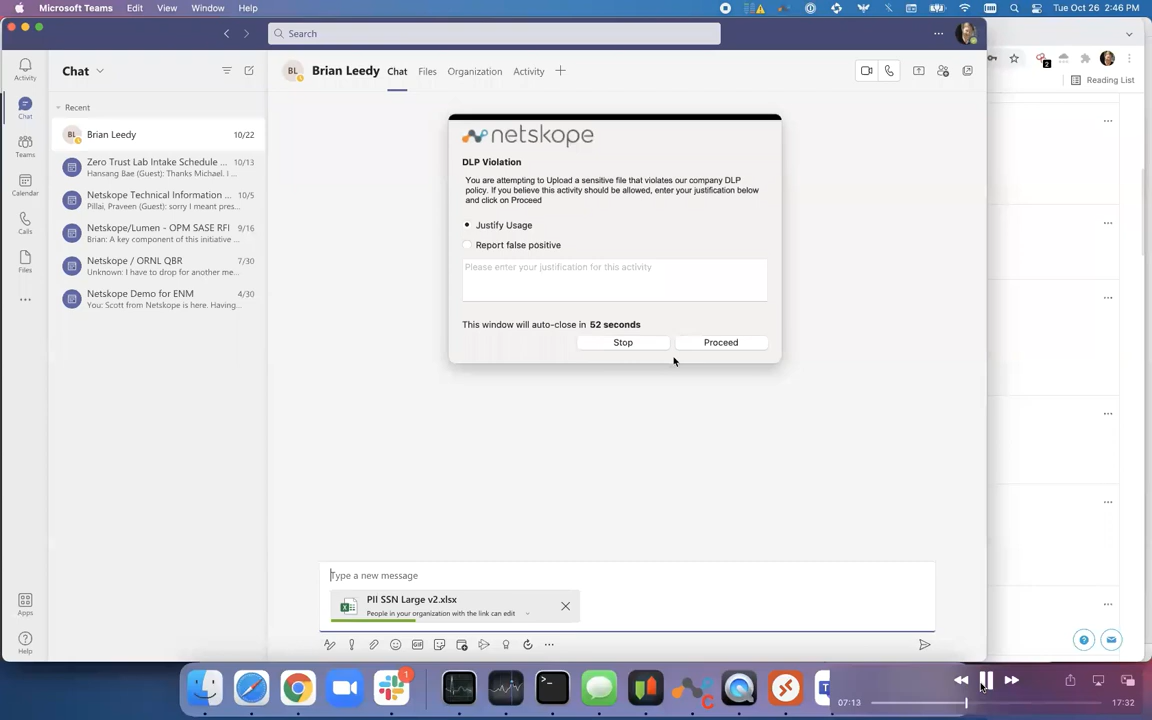 Microsoft Teams Edit View Window Help
Tue Oct 26 2:46 PM
Search
Reading List
2
Activity
Chat
Teams
Calendar
Calls
Files
Apps
Help
Chat
Recent
BL Brian Leedy 10/22
Zero Trust Lab Intake Schedule ... 10/13
Hansang Bae (Guest): Thanks Michael. I ...
Netskope Technical Information ... 10/5
Pillai, Praveen (Guest): sorry I meant pres...
Netskope/Lumen - OPM SASE RFI 9/16
Brian: A key component of this initiative ...
Netskope / ORNL QBR 7/30
Unknown: I have to drop for another me...
Netskope Demo for ENM 4/30
You: Scott from Netskope is here. Having...
BL Brian Leedy Chat Files Organization Activity
netskope
DLP Violation
You are attempting to Upload a sensitive file that violates our company DLP
policy. If you believe this activity should be allowed, enter your justification below
and click on Proceed
Justify Usage
Report false positive
Please enter your justification for this activity
This window will auto-close in 52 seconds
Stop Proceed
Type a new message
PII SSN Large v2.xlsx
People in your organization with the link can edit
GIF
1
C
T
07:13 17:32